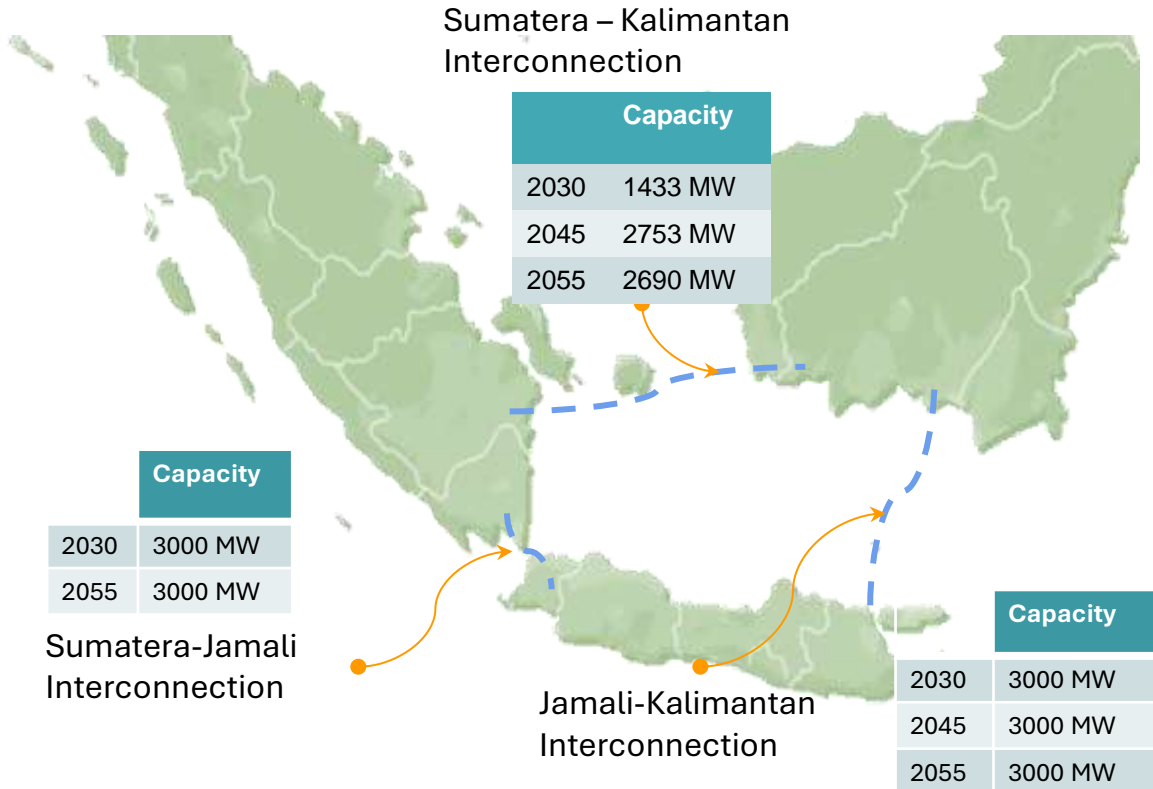 Sumatera – Kalimantan
Interconnection
Capacity
2030 1433 MW
2045 2753 MW
2055 2690 MW
Capacity
2030 3000 MW
2055 3000 MW
Sumatera-Jamali
Interconnection
Jamali-Kalimantan
Interconnection
Capacity
2030 3000 MW
2045 3000 MW
2055 3000 MW